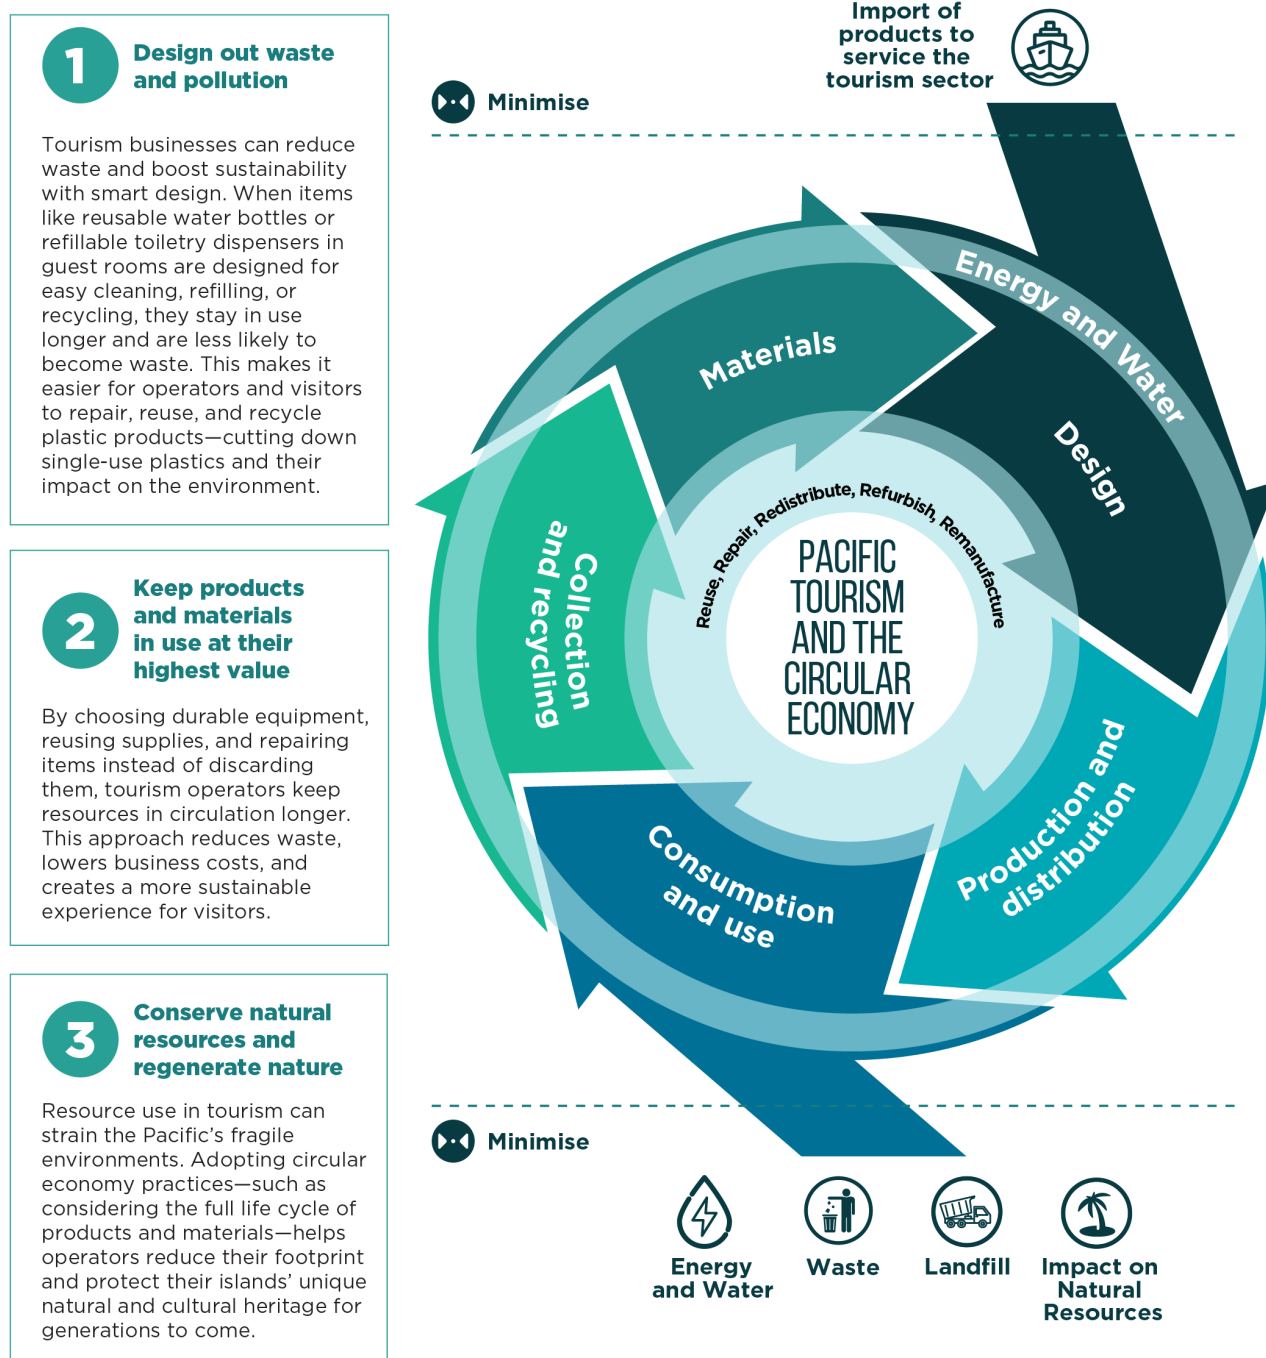 1
Design out waste
and pollution
Tourism businesses can reduce
waste and boost sustainability
with smart design. When items
like reusable water bottles or
refillable toiletry dispensers in
guest rooms are designed for
easy cleaning, refilling, or
recycling, they stay in use
longer and are less likely to
become waste. This makes it
easier for operators and visitors
to repair, reuse, and recycle
plastic products—cutting down
single-use plastics and their
impact on the environment.
2
Keep products
and materials
in use at their
highest value
By choosing durable equipment,
reusing supplies, and repairing
items instead of discarding
them, tourism operators keep
resources in circulation longer.
This approach reduces waste,
lowers business costs, and
creates a more sustainable
experience for visitors.
3
Conserve natural
resources and
regenerate nature
Resource use in tourism can
strain the Pacific’s fragile
environments. Adopting circular
economy practices—such as
considering the full life cycle of
products and materials—helps
operators reduce their footprint
and protect their islands’ unique
natural and cultural heritage for
generations to come.
Import of
products to
service the
tourism sector
Minimise
Energy and Water
Materials
Design
Production and
distribution
Consumption
and use
Collection
and recycling
Reuse, Repair, Redistribute, Refurbish, Remanufacture
PACIFIC
TOURISM
AND THE
CIRCULAR
ECONOMY
Minimise
Energy
and Water
Waste
Landfill
Impact on
Natural
Resources